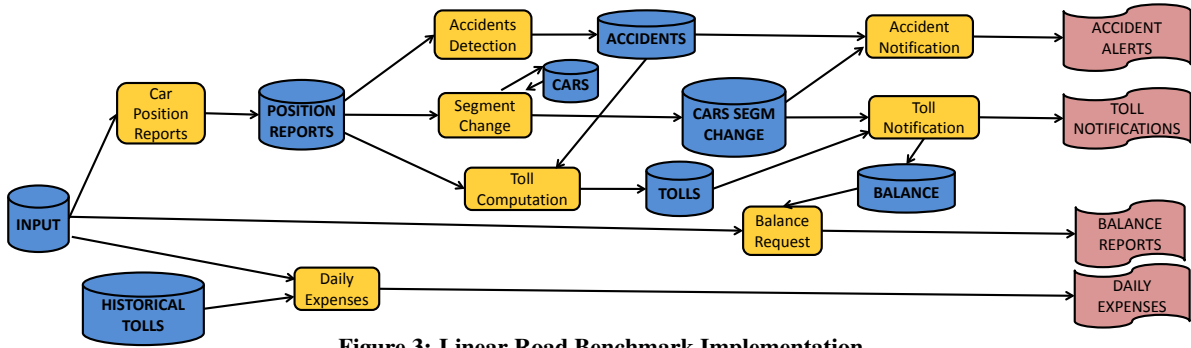 Accidents
Detection
ACCIDENTS
Accident
Notification
ACCIDENT
ALERTS
Car
Position
Reports
POSITION
REPORTS
Segment
Change
CARS
CARS SEGM
CHANGE
Toll
Notification
TOLL
NOTIFICATIONS
Toll
Computation
TOLLS
BALANCE
INPUT
Balance
Request
BALANCE
REPORTS
HISTORICAL
TOLLS
Daily
Expenses
DAILY
EXPENSES
Figure 3: Linear Road Benchmark Implementation